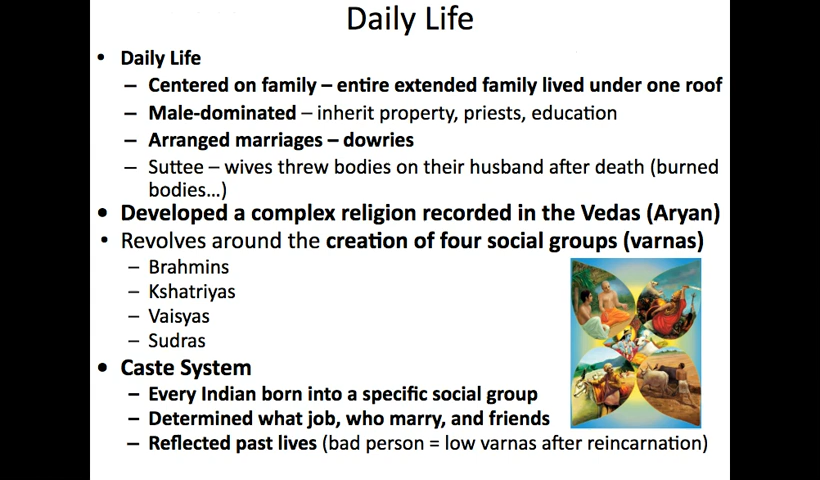 Daily Life
• Daily Life
– Centered on family – entire extended family lived under one roof
– Male-dominated – inherit property, priests, education
– Arranged marriages – dowries
– Suttee – wives threw bodies on their husband after death (burned
bodies…)
• Developed a complex religion recorded in the Vedas (Aryan)
• Revolves around the creation of four social groups (varnas)
– Brahmins
– Kshatriyas
– Vaisyas
– Sudras
• Caste System
– Every Indian born into a specific social group
– Determined what job, who marry, and friends
– Reflected past lives (bad person = low varnas after reincarnation)